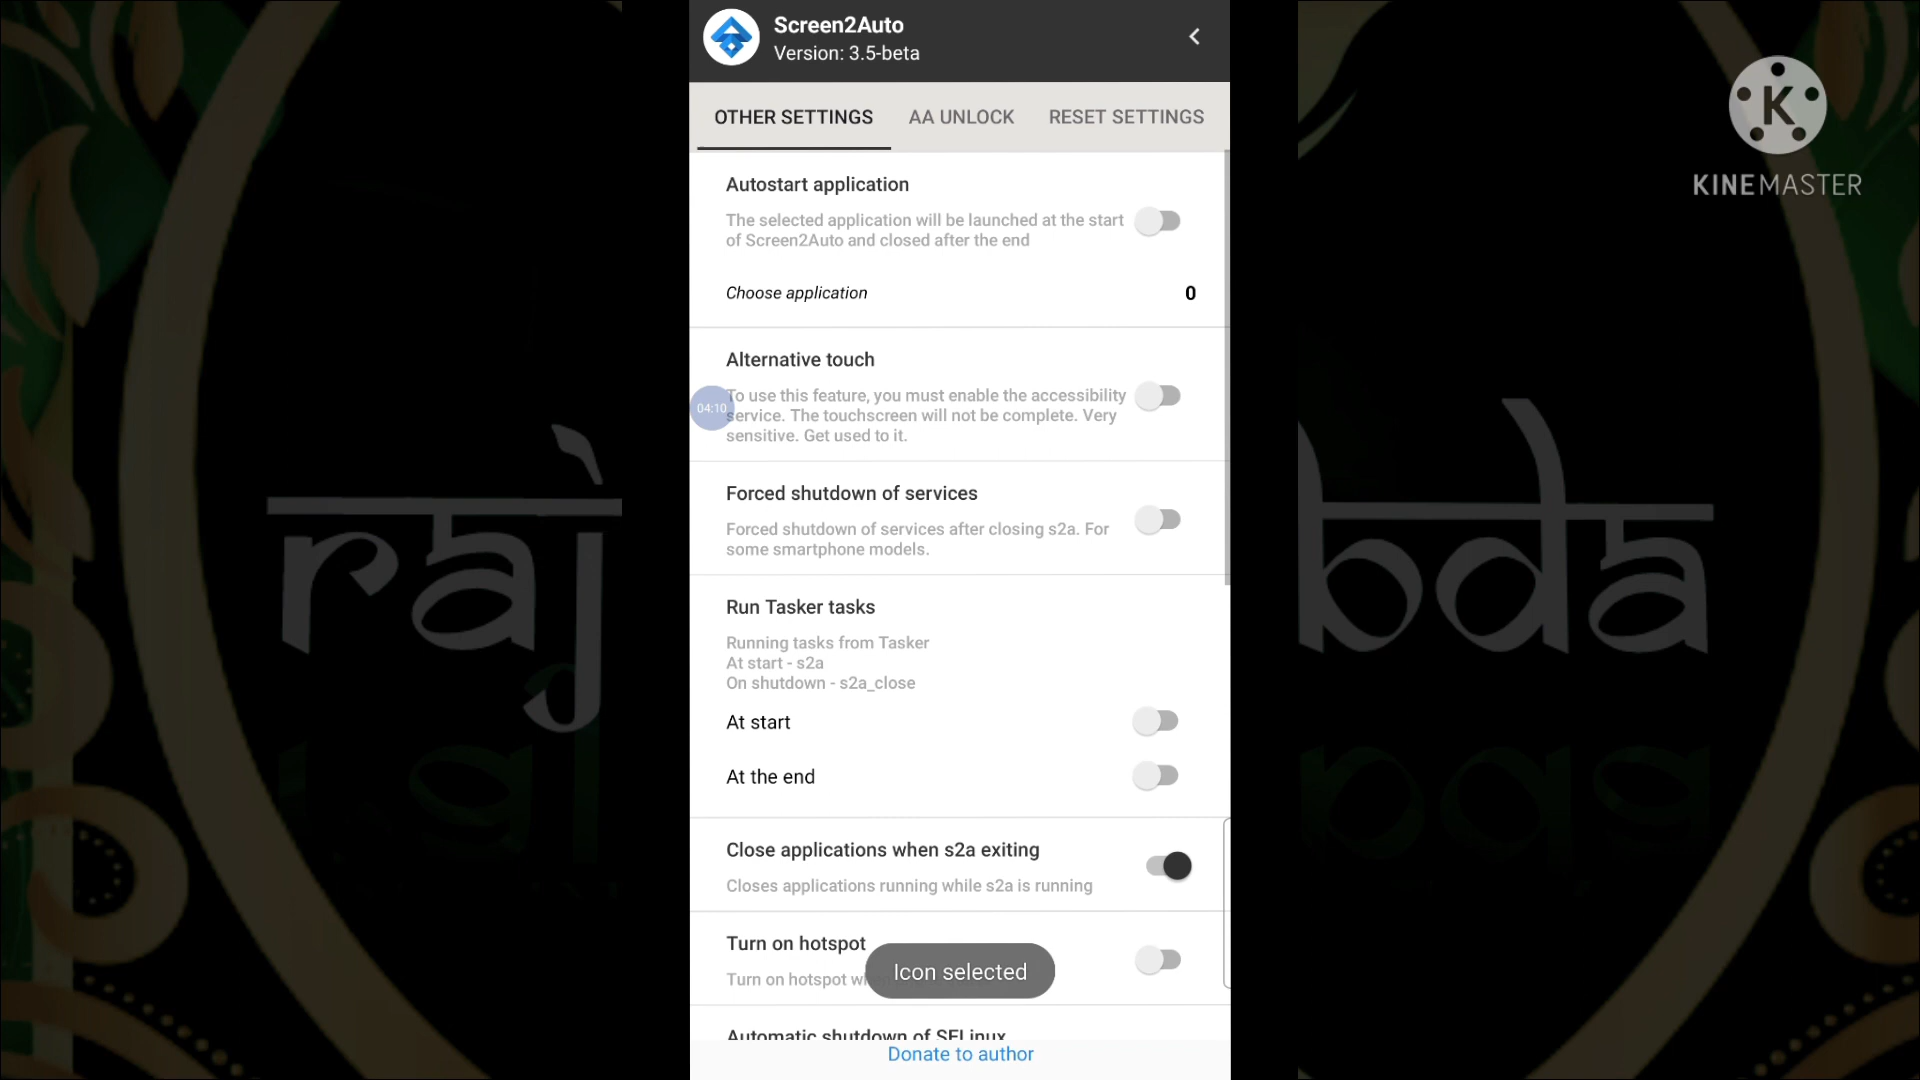 Screen2Auto
Version: 3.5-beta
OTHER SETTINGS
AA UNLOCK
RESET SETTINGS
KINEMASTER
Autostart application
The selected application will be launched at the start
of Screen2Auto and closed after the end
Choose application
0
Alternative touch
To use this feature, you must enable the accessibility
service. The touchscreen will not be complete. Very
sensitive. Get used to it.
04:10
Forced shutdown of services
Forced shutdown of services after closing s2a. For
some smartphone models.
raj
bda
Run Tasker tasks
Running tasks from Tasker
At start - s2a
On shutdown - s2a_close
At start
At the end
Close applications when s2a exiting
Closes applications running while s2a is running
Turn on hotspot
Turn on hotspot
Icon selected
Automatic shutdown of SELinux
Donate to author